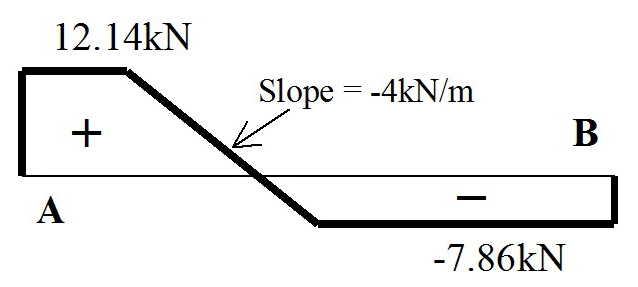 12.14kN
Slope = -4kN/m
+
B
A
−
-7.86kN